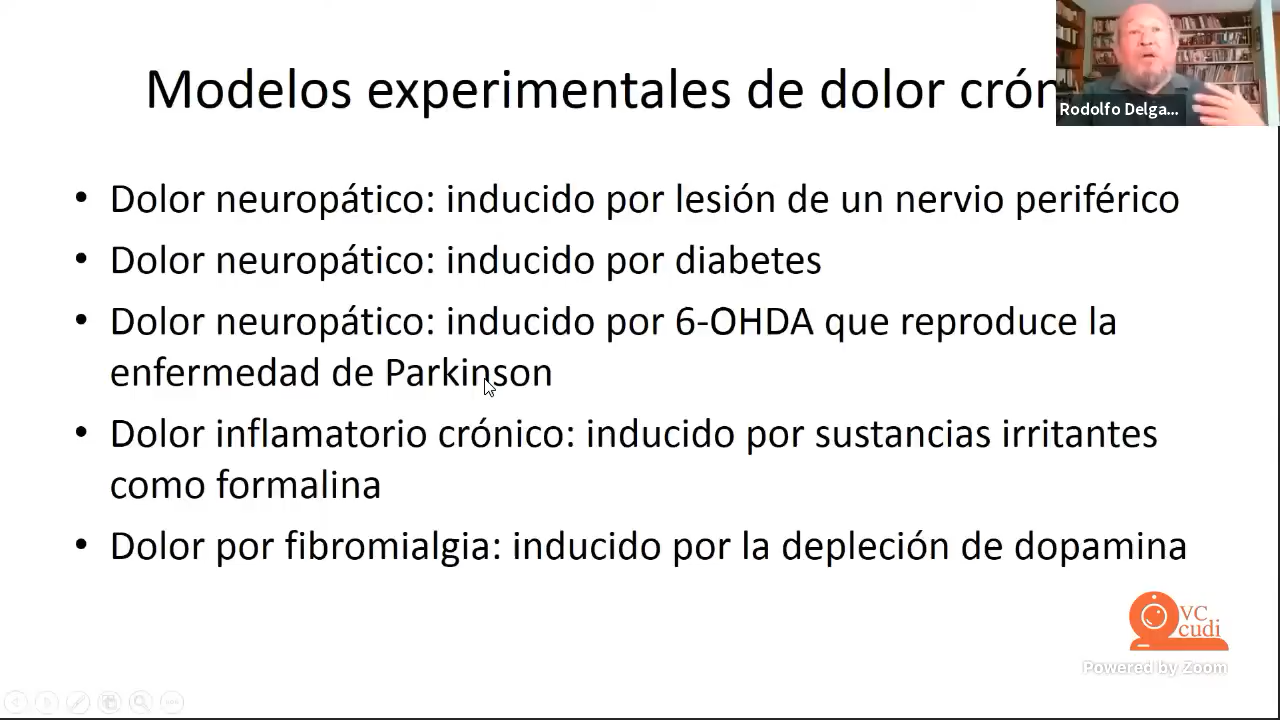 Modelos experimentales de dolor crón
Rodolfo Delga...
• Dolor neuropático: inducido por lesión de un nervio periférico
• Dolor neuropático: inducido por diabetes
• Dolor neuropático: inducido por 6-OHDA que reproduce la
enfermedad de Parkinson
• Dolor inflamatorio crónico: inducido por sustancias irritantes
como formalina
• Dolor por fibromialgia: inducido por la depleción de dopamina
VC
cudi
Powered by Zoom